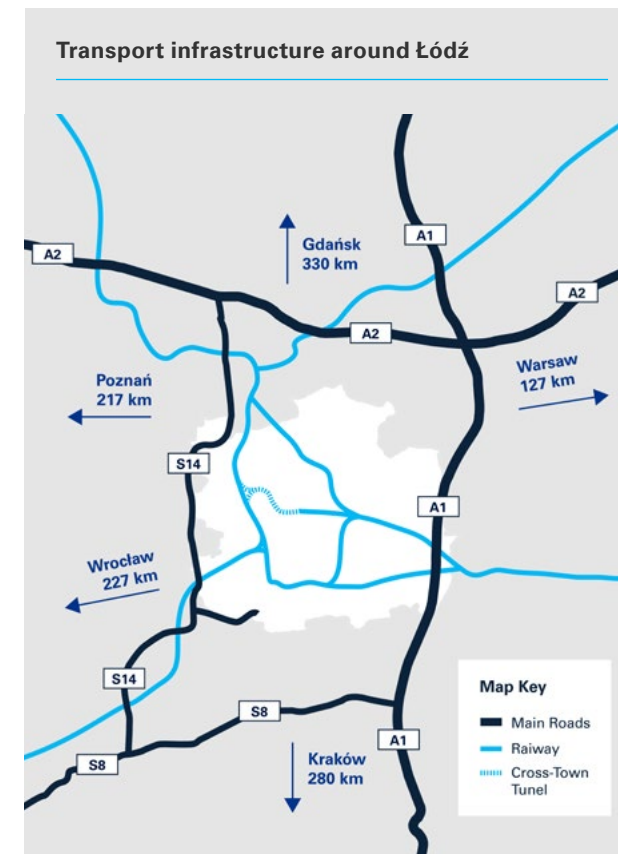 Transport infrastructure around Łódź
A1
A2
Gdańsk
330 km
A2
A2
Warsaw
127 km
Poznań
217 km
S14
A1
Wrocław
227 km
S14
S8
A1
S8
Kraków
280 km
Map Key
Main Roads
Raiway
Cross-Town
Tunel